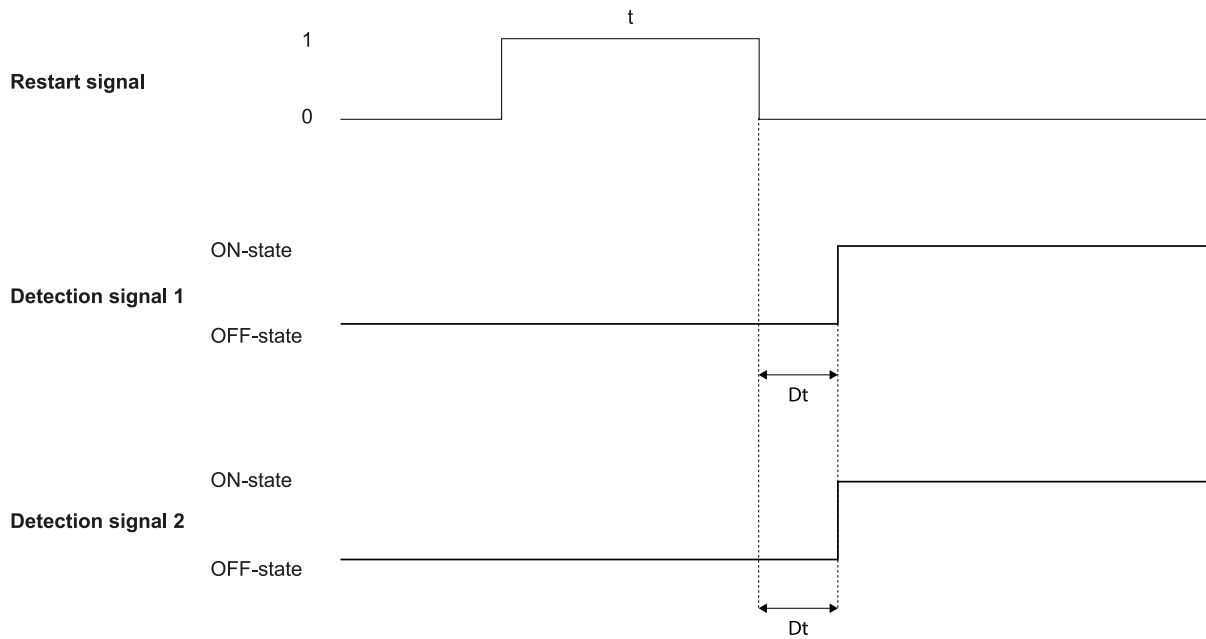 t
1
Restart signal
0
ON-state
Detection signal 1
OFF-state
Dt
ON-state
Detection signal 2
OFF-state
Dt